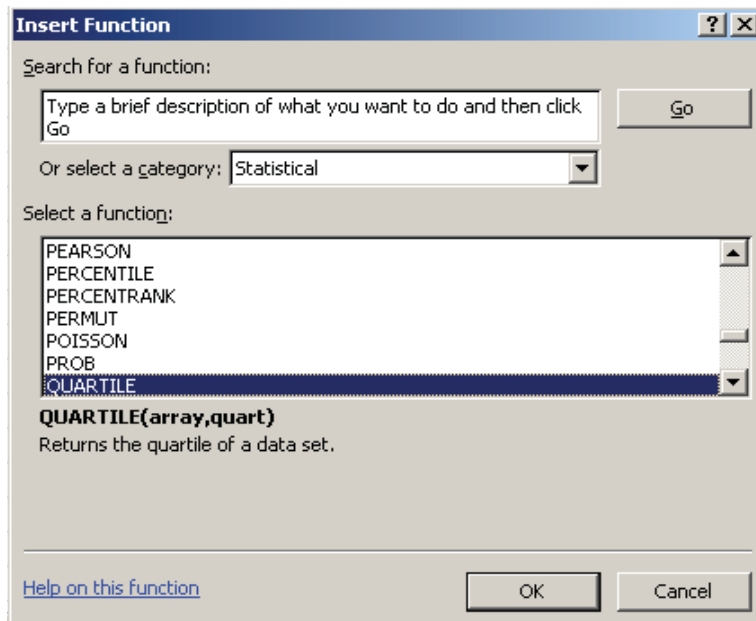 Insert Function
Search for a function:
Type a brief description of what you want to do and then click
Go
Go
Or select a category: Statistical
Select a function:
PEARSON
PERCENTILE
PERCENTRANK
PERMUT
POISSON
PROB
QUARTILE
QUARTILE(array,quart)
Returns the quartile of a data set.
Help on this function
OK
Cancel